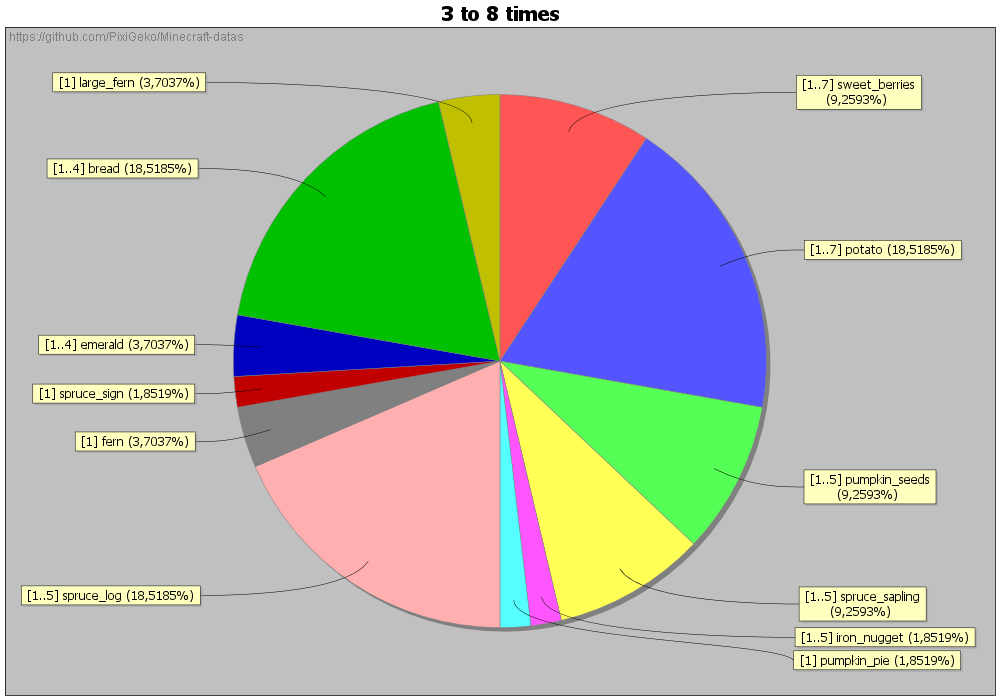 3 to 8 times
https://github.com/PixiGeko/Minecraft-datas
[1] large_fern (3,7037%)
[1..7] sweet_berries
(9,2593%)
[1..4] bread (18,5185%)
[1..7] potato (18,5185%)
[1..4] emerald (3,7037%)
[1] spruce_sign (1,8519%)
[1] fern (3,7037%)
[1..5] pumpkin_seeds
(9,2593%)
[1..5] spruce_log (18,5185%)
[1..5] spruce_sapling
(9,2593%)
[1..5] iron_nugget (1,8519%)
[1] pumpkin_pie (1,8519%)